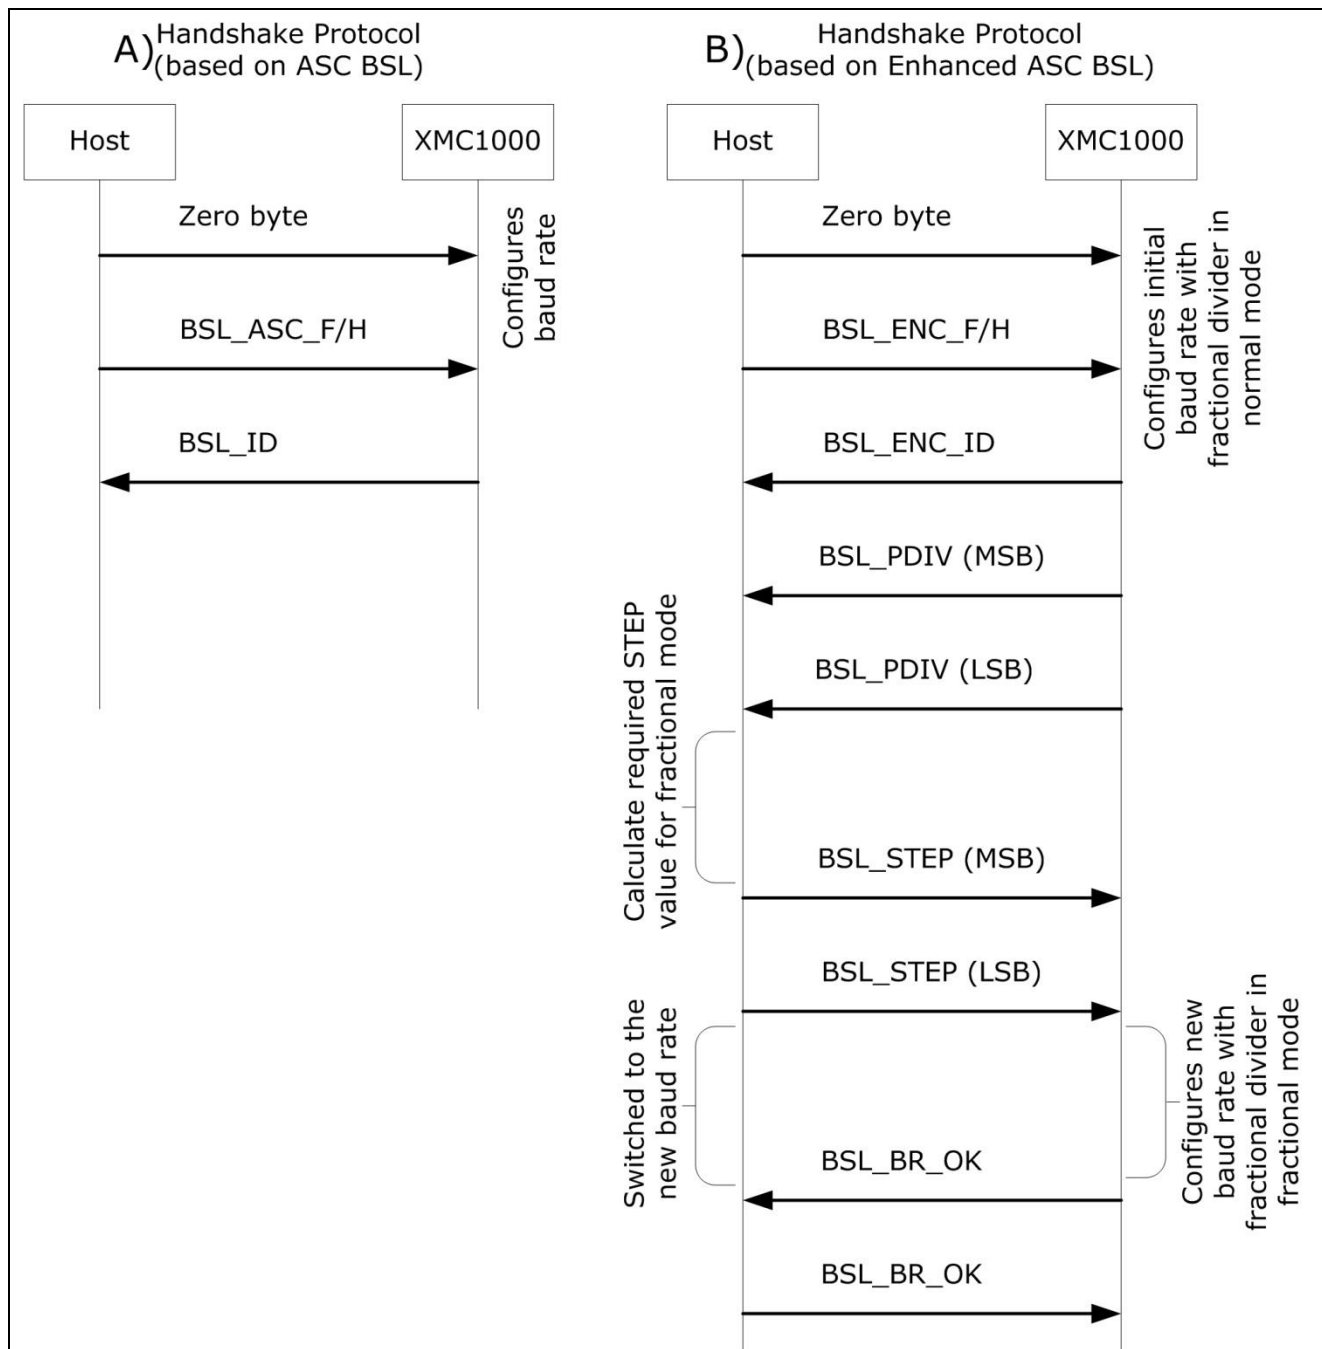 A) Handshake Protocol
(based on ASC BSL)
Host
XMC1000
Zero byte
BSL_ASC_F/H
BSL_ID
Configures
baud rate
B) Handshake Protocol
(based on Enhanced ASC BSL)
Host
XMC1000
Zero byte
BSL_ENC_F/H
BSL_ENC_ID
Configures initial
baud rate with
fractional divider in
normal mode
BSL_PDIV (MSB)
BSL_PDIV (LSB)
Calculate required STEP
value for fractional mode
BSL_STEP (MSB)
BSL_STEP (LSB)
Switched to the
new baud rate
Configures new
baud rate with
fractional divider in
fractional mode
BSL_BR_OK
BSL_BR_OK